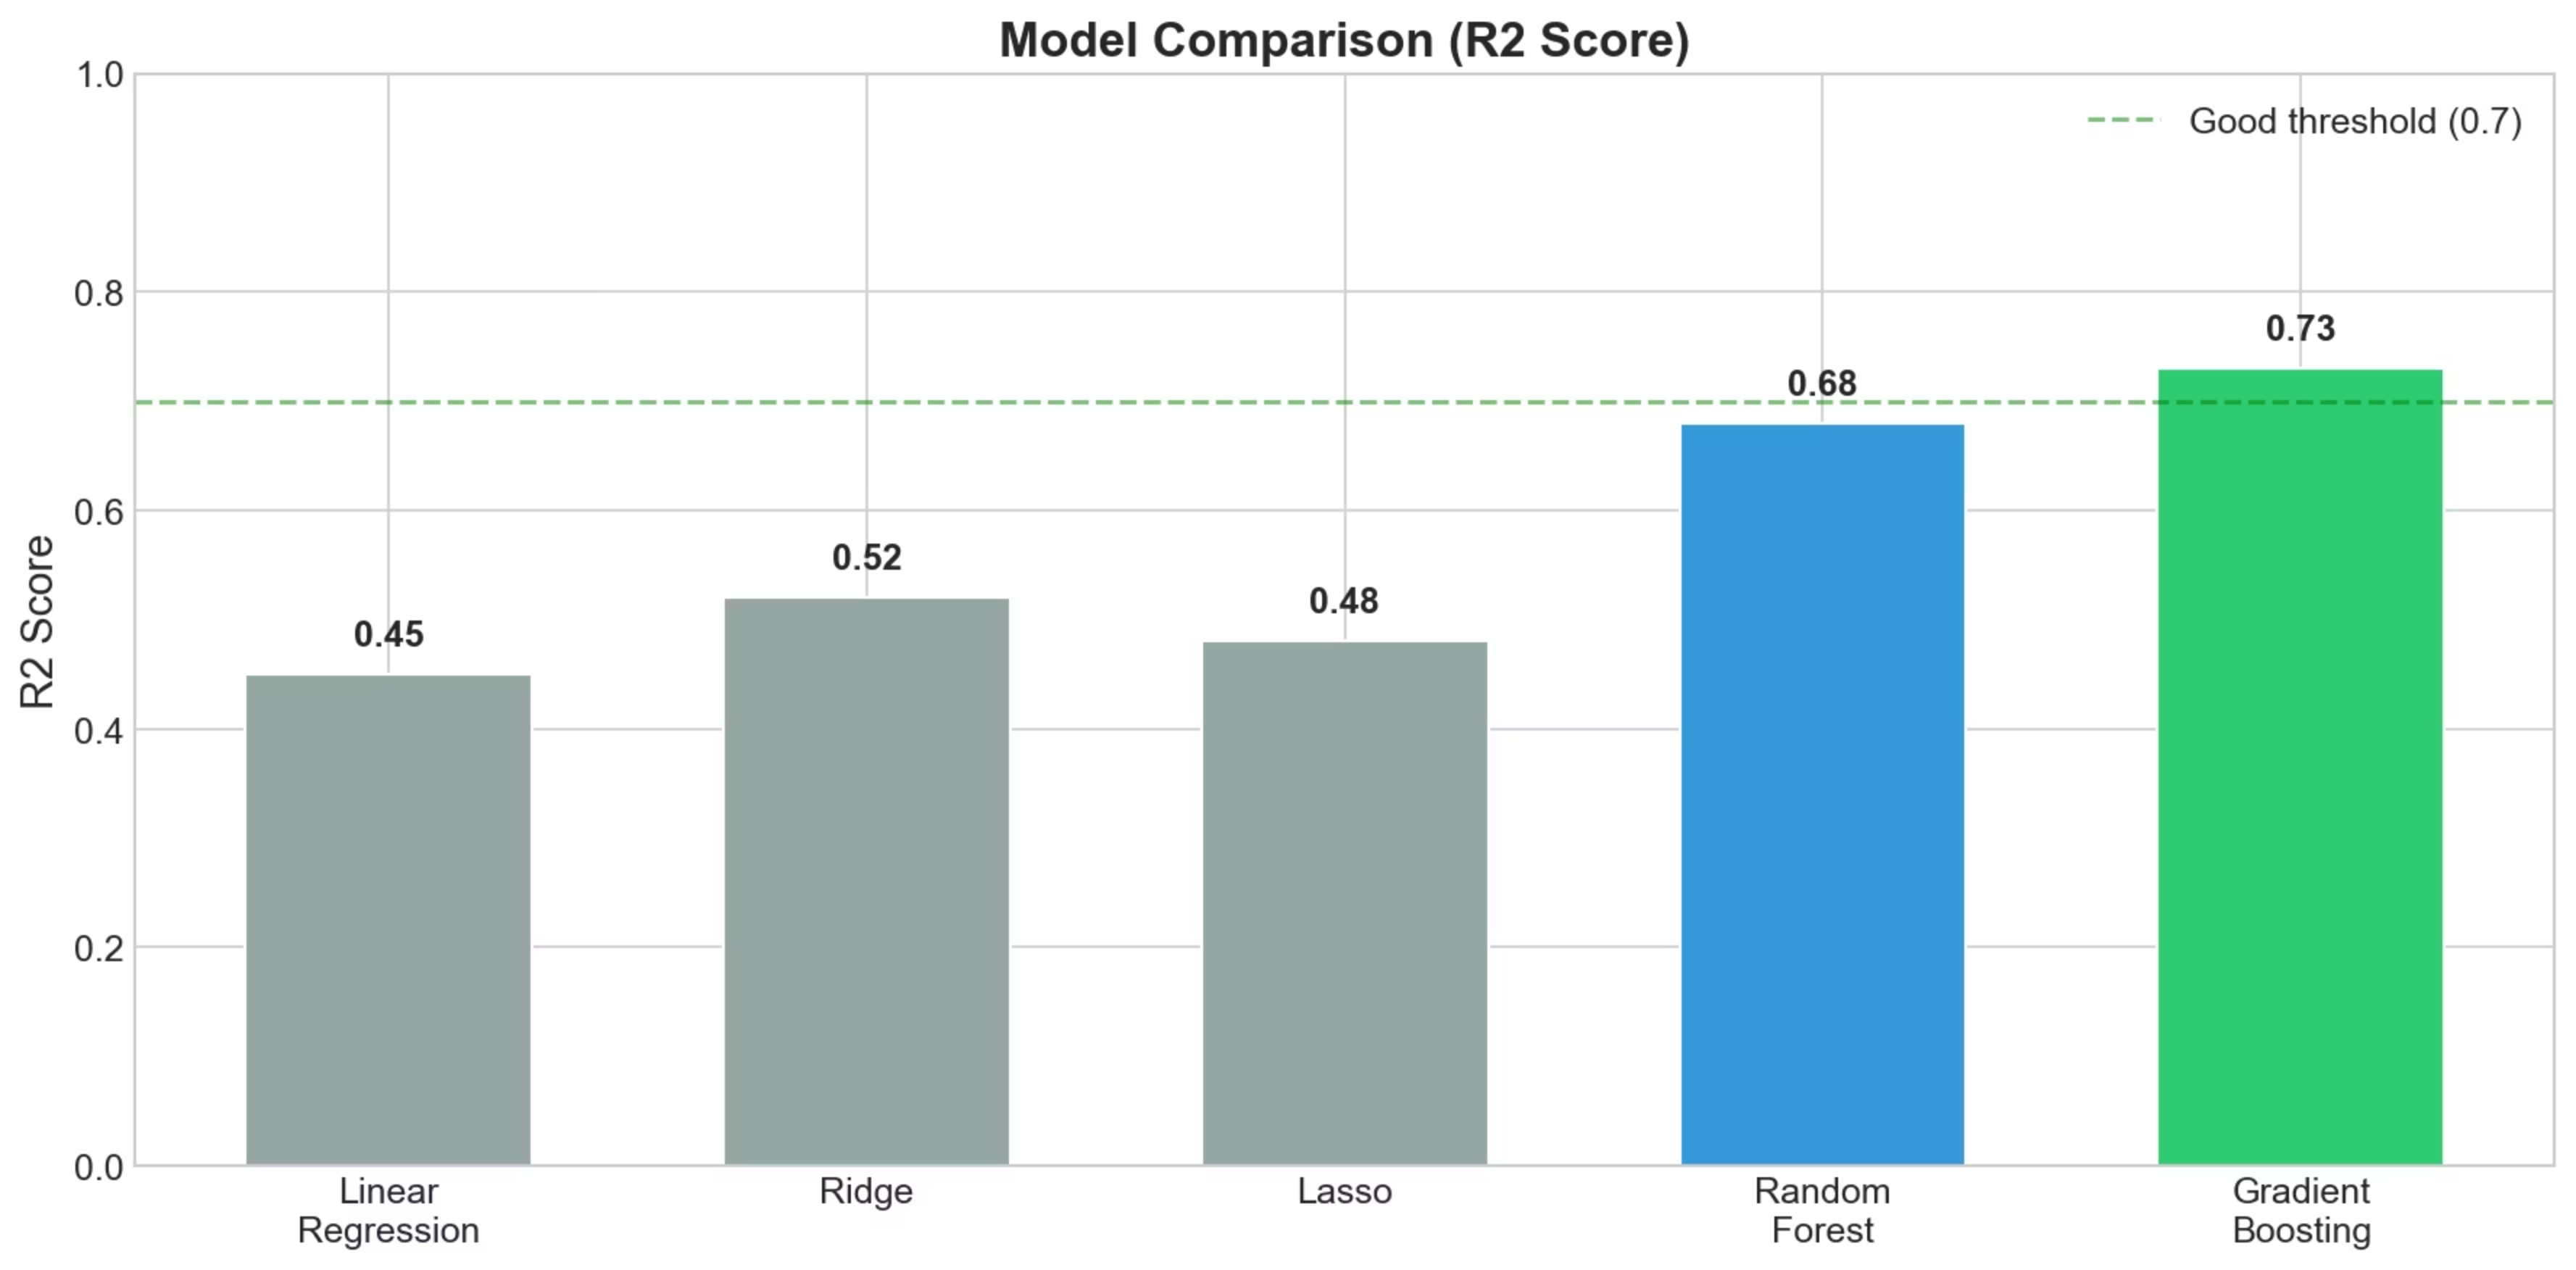 Model Comparison (R2 Score)
1.0
Good threshold (0.7)
0.8
0.73
0.68
0.6
0.52
0.48
0.45
R2 Score
0.4
0.2
0.0
Linear
Regression
Ridge
Lasso
Random
Forest
Gradient
Boosting